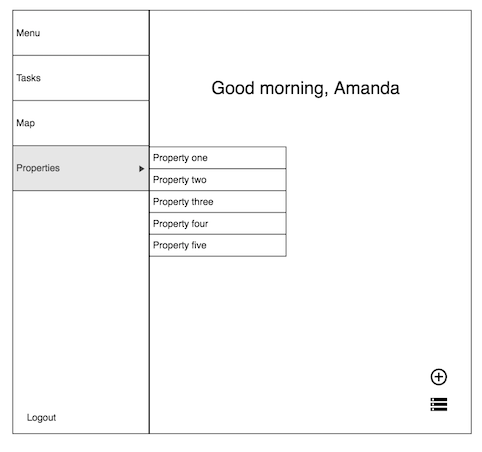 Menu
Tasks
Map
Properties
Good morning, Amanda
Property one
Property two
Property three
Property four
Property five
Logout